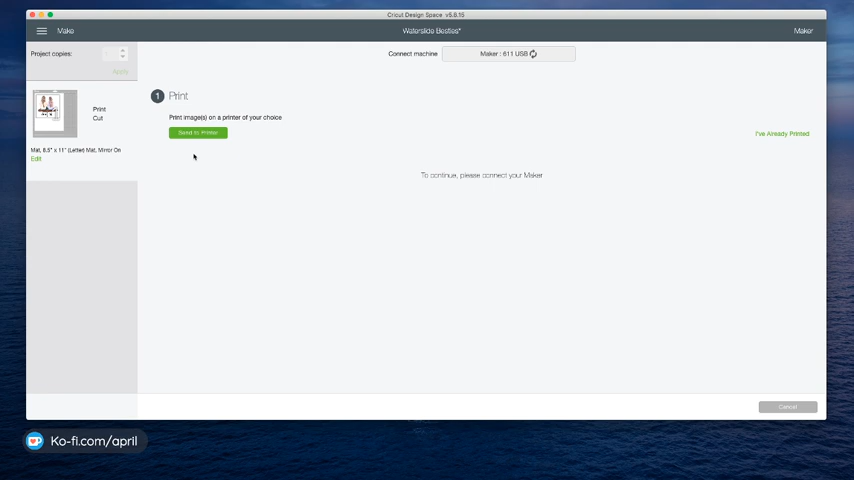 Cricut Design Space v5.8.15
Make
Waterslide Besties*
Maker
Project copies:
Apply
Connect machine
Maker : 611 USB
Print
Cut
Mat, 8.5" x 11" (Letter) Mat, Mirror On
Edit
1 Print
Print image(s) on a printer of your choice
Send to Printer
I've Already Printed
To continue, please connect your Maker
Cancel
Ko-fi.com/april